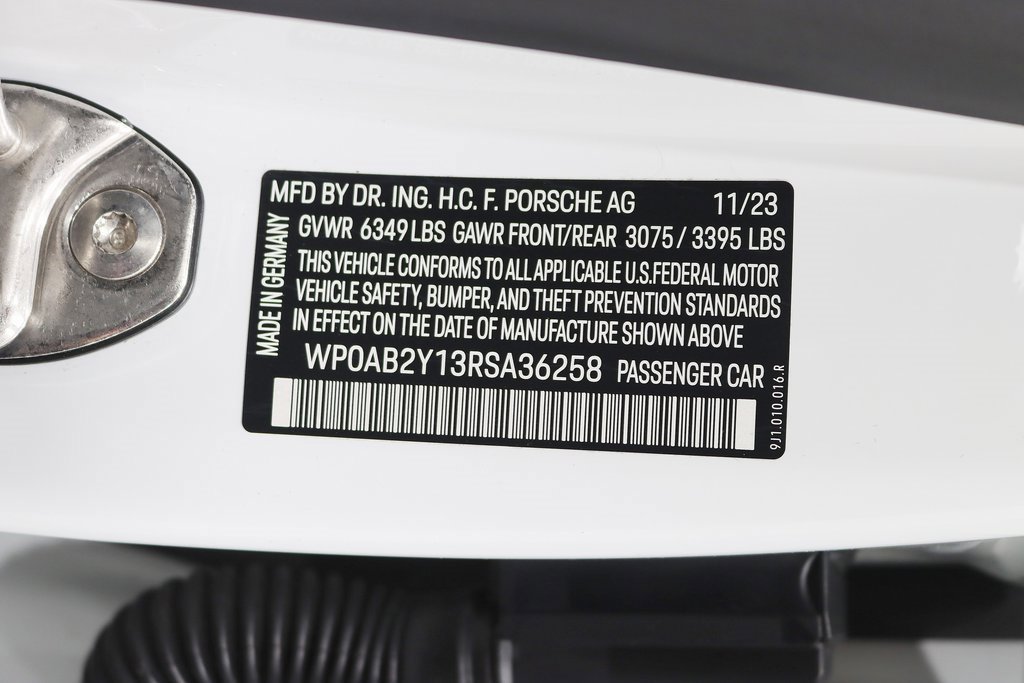 MFD BY DR. ING. H.C. F. PORSCHE AG 11/23
GVWR 6349 LBS GAWR FRONT/REAR 3075 / 3395 LBS
THIS VEHICLE CONFORMS TO ALL APPLICABLE U.S.FEDERAL MOTOR
VEHICLE SAFETY, BUMPER, AND THEFT PREVENTION STANDARDS
IN EFFECT ON THE DATE OF MANUFACTURE SHOWN ABOVE
WP0AB2Y13RSA36258 PASSENGER CAR
MADE IN GERMANY
9J1.010.016.R